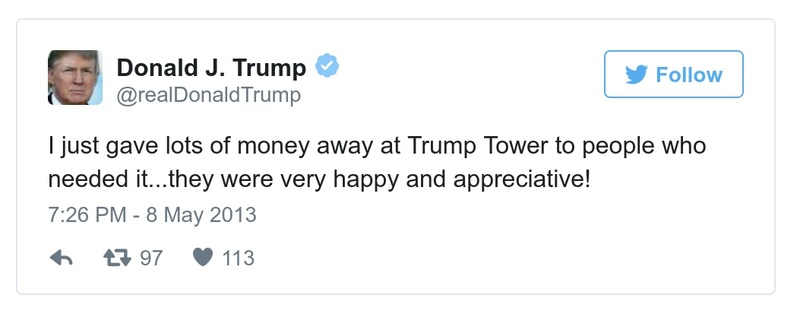 Donald J. Trump
@realDonaldTrump
Follow
I just gave lots of money away at Trump Tower to people who
needed it...they were very happy and appreciative!
7:26 PM - 8 May 2013
97 113